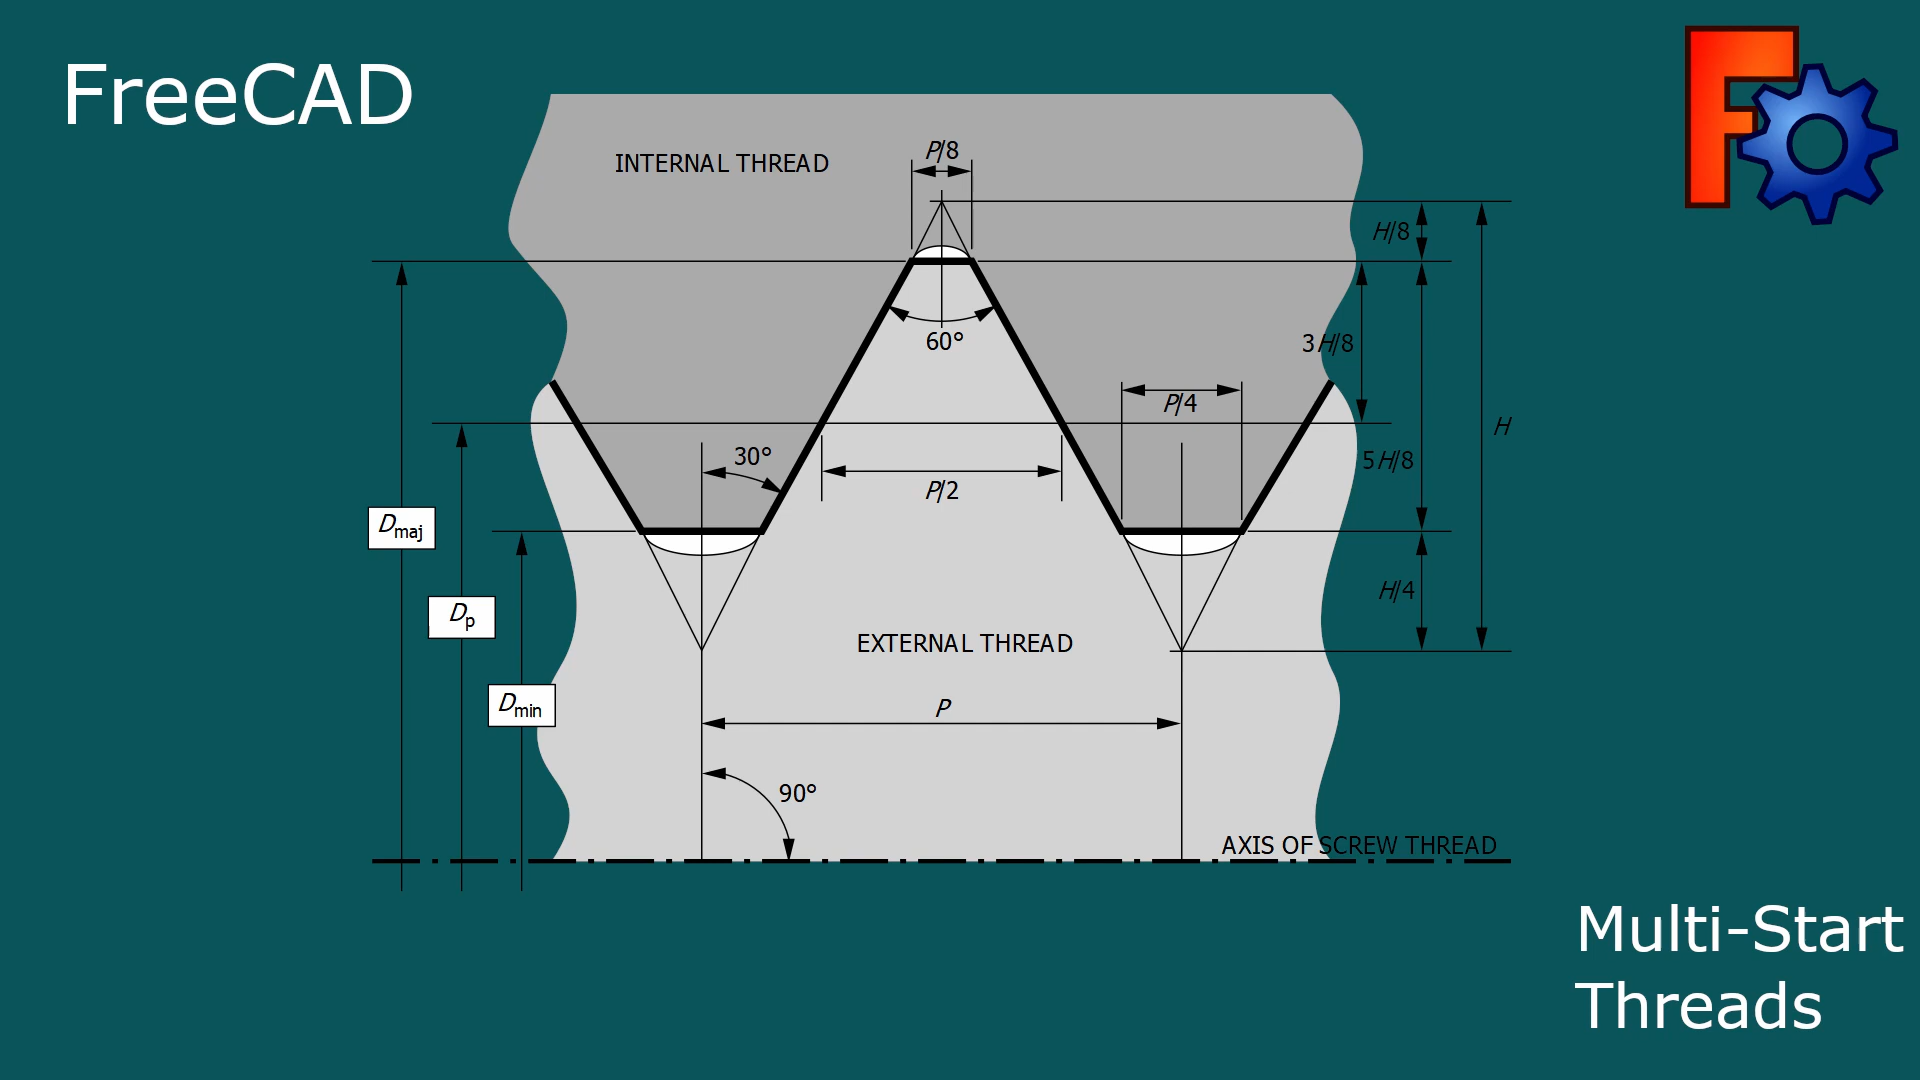 FreeCAD
INTERNAL THREAD
P/8
H/8
60°
3H/8
P/4
H
30°
5H/8
P/2
Dmaj
H/4
Dp
EXTERNAL THREAD
Dmin
P
90°
AXIS OF SCREW THREAD
Multi-Start
Threads